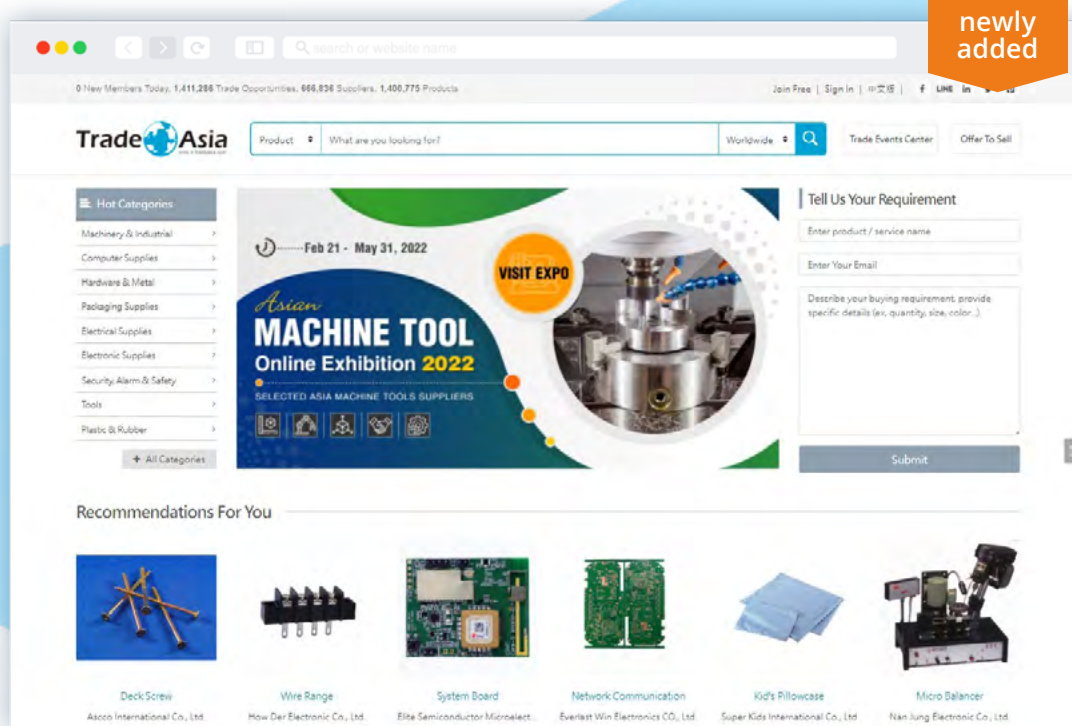 newly
added
search or website name
0 New Members Today, 1,411,286 Trade Opportunities, 666,836 Suppliers, 1,400,775 Products
Join Free | Sign In | 中文版 | f LINE in
TradeAsia
Product
What are you looking for?
Worldwide
Trade Events Center
Offer To Sell
Hot Categories
Machinery & Industrial
Computer Supplies
Hardware & Metal
Packaging Supplies
Electrical Supplies
Electronic Supplies
Security, Alarm & Safety
Tools
Plastic & Rubber
+ All Categories
Feb 21 - May 31, 2022
VISIT EXPO
Asian
MACHINE TOOL
Online Exhibition 2022
SELECTED ASIA MACHINE TOOLS SUPPLIERS
Tell Us Your Requirement
Enter product / service name
Enter Your Email
Describe your buying requirement, provide
specific details (ex, quantity, size, color..)
Submit
Recommendations For You
Deck Screw
Ascco International Co., Ltd.
Wire Range
How Der Electronic Co., Ltd.
System Board
Elite Semiconductor Microelect...
Network Communication
Everlast Win Electronics CO., Ltd.
Kid's Pillowcase
Super Kids International Co., Ltd
Micro Balancer
Nan Jung Electronic Co., Ltd.